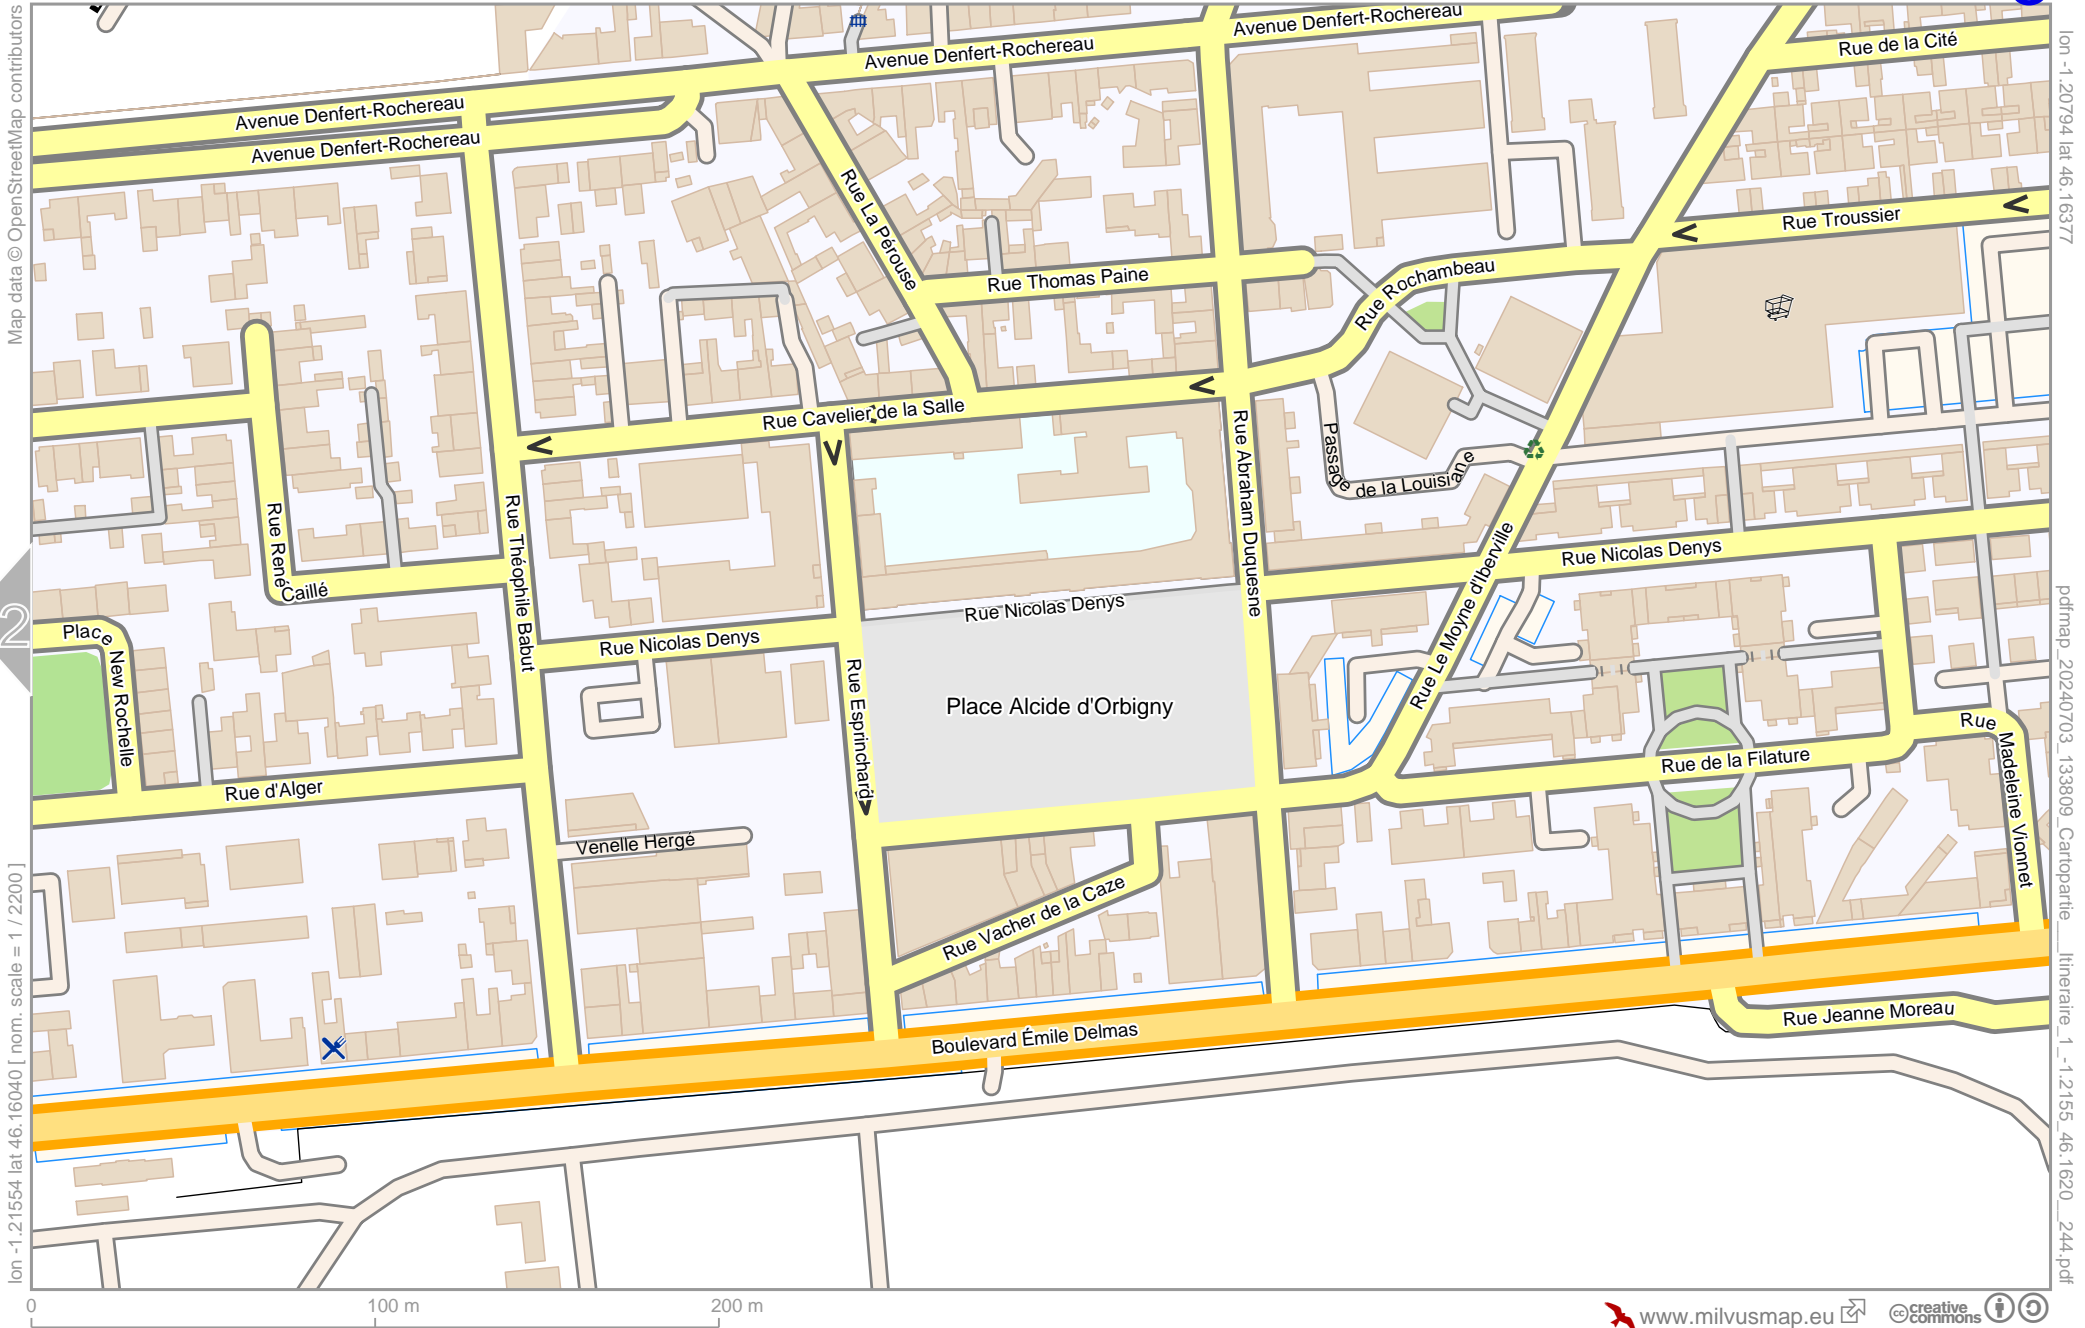 Avenue Denfert-Rochereau
Avenue Denfert-Rochereau
Rue de la Cité
Avenue Denfert-Rochereau
Avenue Denfert-Rochereau
Rue La Pérouse
Rue Troussier
Rue Thomas Paine
Rue Rochambeau
Rue Cavelier de la Salle
Rue Abraham Duquesne
Passage de la Louisiane
Rue René Caillé
Rue Théophile Babut
Rue Le Moyne d'Iberville
Rue Nicolas Denys
Rue Nicolas Denys
Rue Nicolas Denys
Place New Rochelle
Rue Esprinchard
Place Alcide d'Orbigny
Rue de la Filature
Rue Madeleine Vionnet
Rue d'Alger
Venelle Hergé
Rue Vacher de la Caze
Boulevard Émile Delmas
Rue Jeanne Moreau
Map data © OpenStreetMap contributors
2
lon -1.21554 lat 46.16040 [ nom. scale = 1 / 2200 ]
lon -1.20794 lat 46.16377
pdfmap_20240703_133809_Cartopartie___Itineraire_1_-1.2155_46.1620__244.pdf
0
100 m
200 m
www.milvusmap.eu
cc creative commons